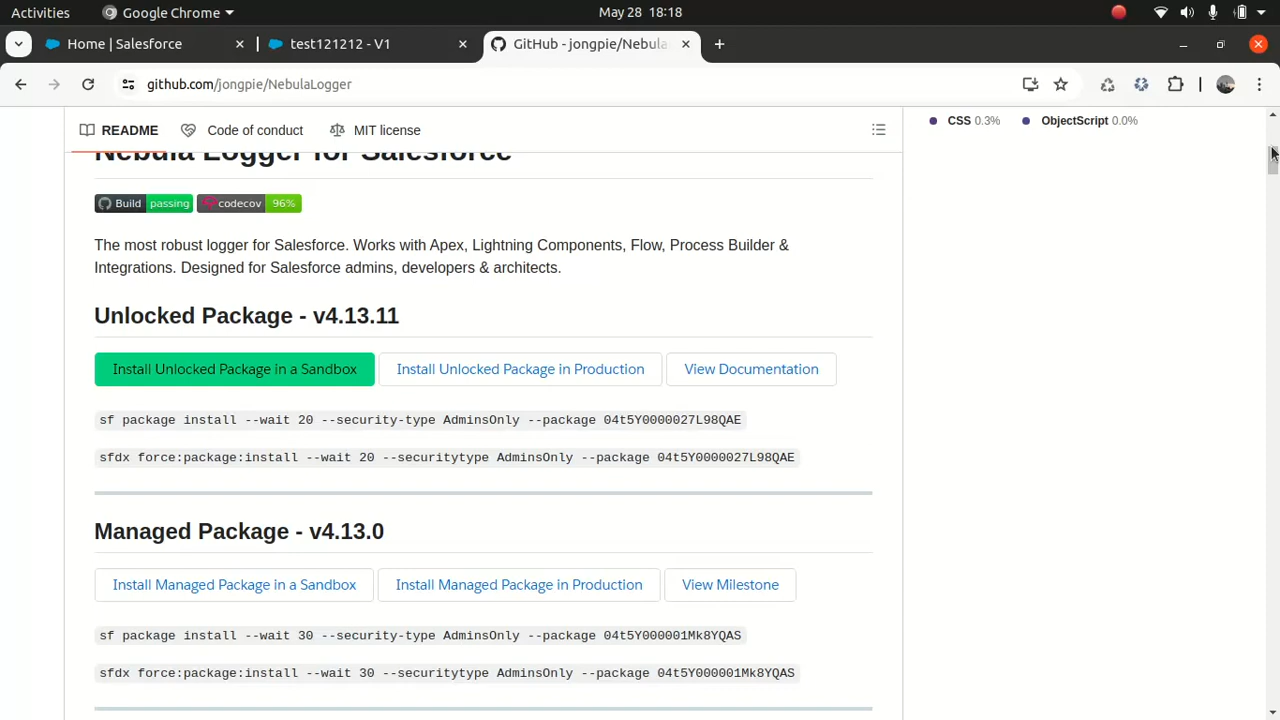 Activities
Google Chrome
May 28 18:18
Home | Salesforce
test121212 - V1
GitHub - jongpie/Nebula
github.com/jongpie/NebulaLogger
README
Code of conduct
MIT license
CSS 0.3%
ObjectScript 0.0%
Nebula Logger for Salesforce
Build passing
codecov 96%
The most robust logger for Salesforce. Works with Apex, Lightning Components, Flow, Process Builder &
Integrations. Designed for Salesforce admins, developers & architects.
Unlocked Package - v4.13.11
Install Unlocked Package in a Sandbox
Install Unlocked Package in Production
View Documentation
sf package install --wait 20 --security-type AdminsOnly --package 04t5Y0000027L98QAE
sfdx force:package:install --wait 20 --securitytype AdminsOnly --package 04t5Y0000027L98QAE
Managed Package - v4.13.0
Install Managed Package in a Sandbox
Install Managed Package in Production
View Milestone
sf package install --wait 30 --security-type AdminsOnly --package 04t5Y000001Mk8YQAS
sfdx force:package:install --wait 30 --securitytype AdminsOnly --package 04t5Y000001Mk8YQAS